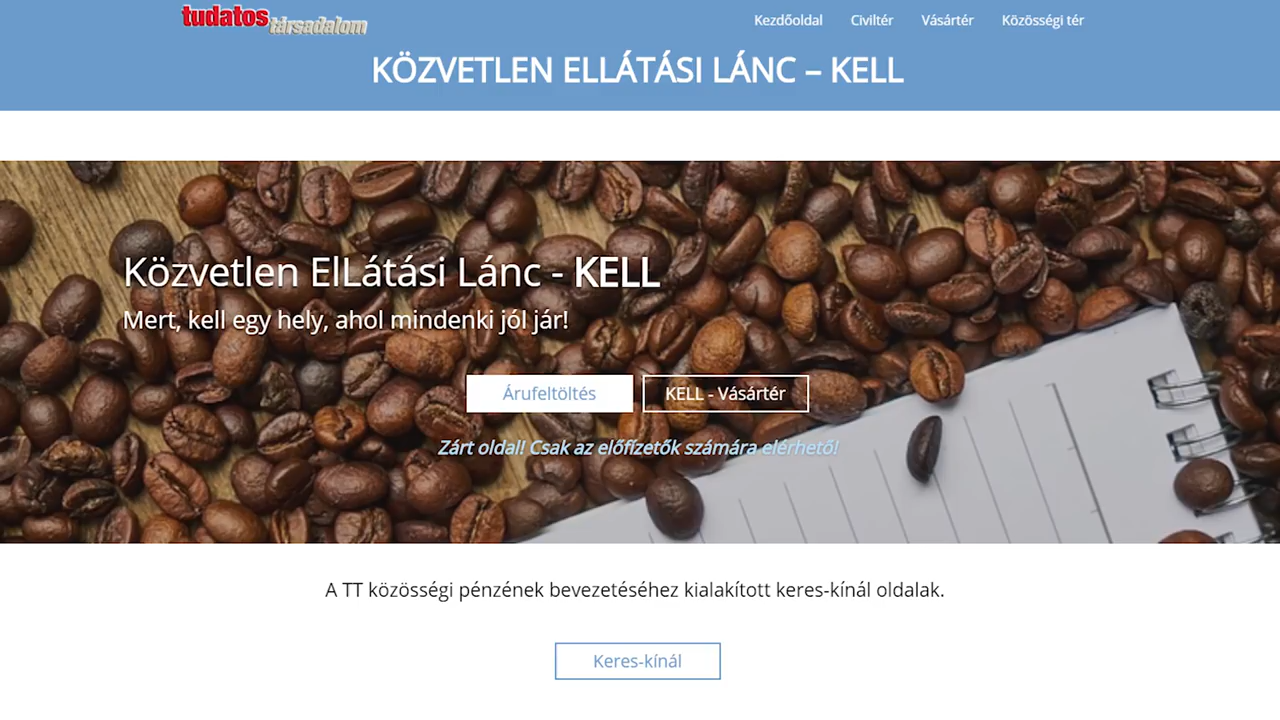 tudatos
társadalom
Kezdőoldal Civiltér Vásártér Közösségi tér
KÖZVETLEN ELLÁTÁSI LÁNC – KELL
Közvetlen ElLátási Lánc - KELL
Mert, kell egy hely, ahol mindenki jól jár!
Árufeltöltés KELL - Vásártér
Zárt oldal! Csak az előfízetők számára elérhető!
A TT közösségi pénzének bevezetéséhez kialakított keres-kínál oldalak.
Keres-kínál